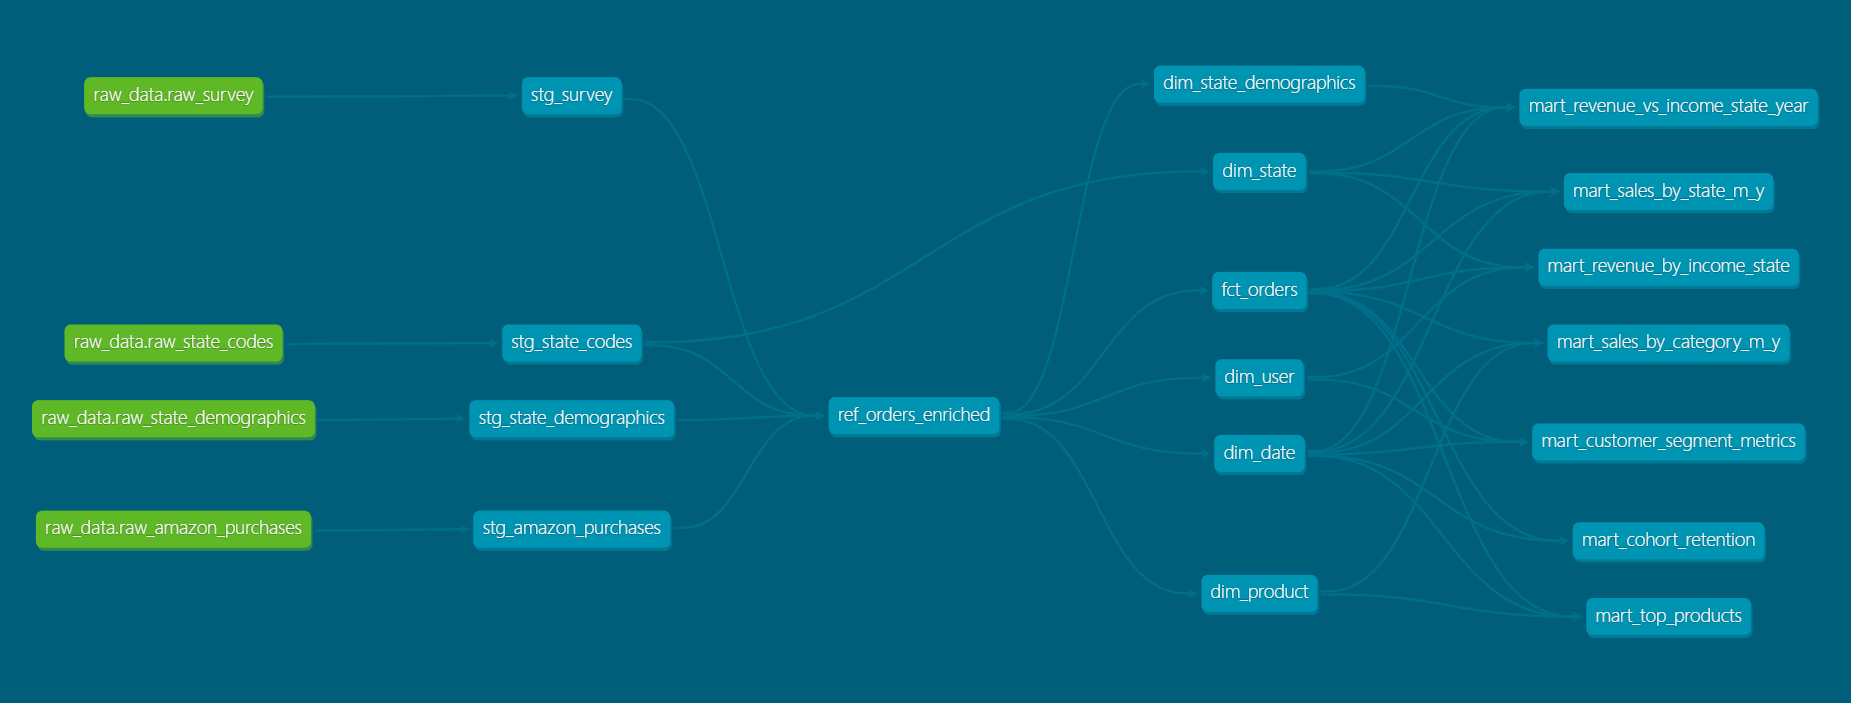 raw_data.raw_survey
raw_data.raw_state_codes
raw_data.raw_state_demographics
raw_data.raw_amazon_purchases
stg_survey
stg_state_codes
stg_state_demographics
stg_amazon_purchases
ref_orders_enriched
dim_state_demographics
dim_state
fct_orders
dim_user
dim_date
dim_product
mart_revenue_vs_income_state_year
mart_sales_by_state_m_y
mart_revenue_by_income_state
mart_sales_by_category_m_y
mart_customer_segment_metrics
mart_cohort_retention
mart_top_products